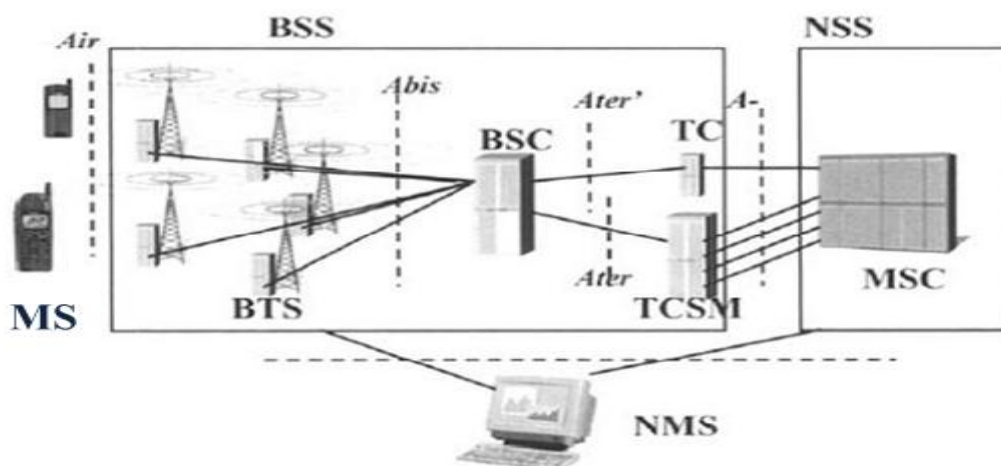 BSS
NSS
Air
Abis
Ater’
A-
TC
BSC
MS
BTS
Ater
TCSM
MSC
NMS